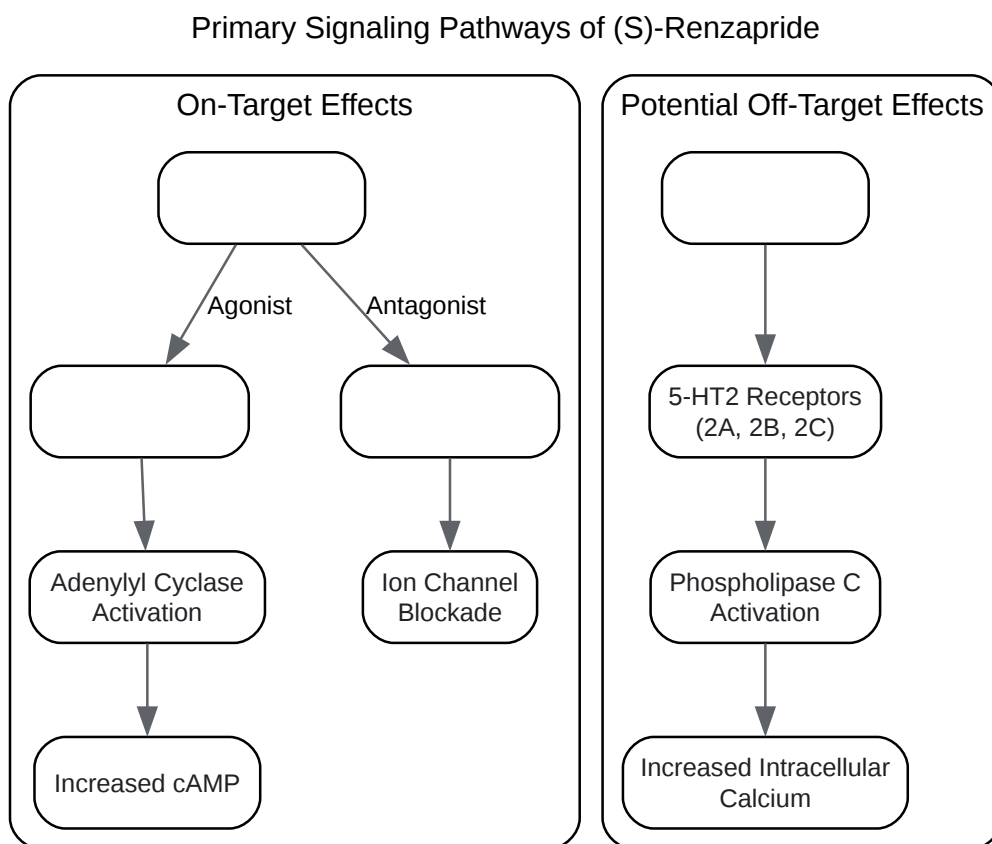 Primary Signaling Pathways of (S)-Renzapride
On-Target Effects
Agonist
Antagonist
Adenylyl Cyclase
Activation
Ion Channel
Blockade
Increased cAMP
Potential Off-Target Effects
5-HT2 Receptors
(2A, 2B, 2C)
Phospholipase C
Activation
Increased Intracellular
Calcium